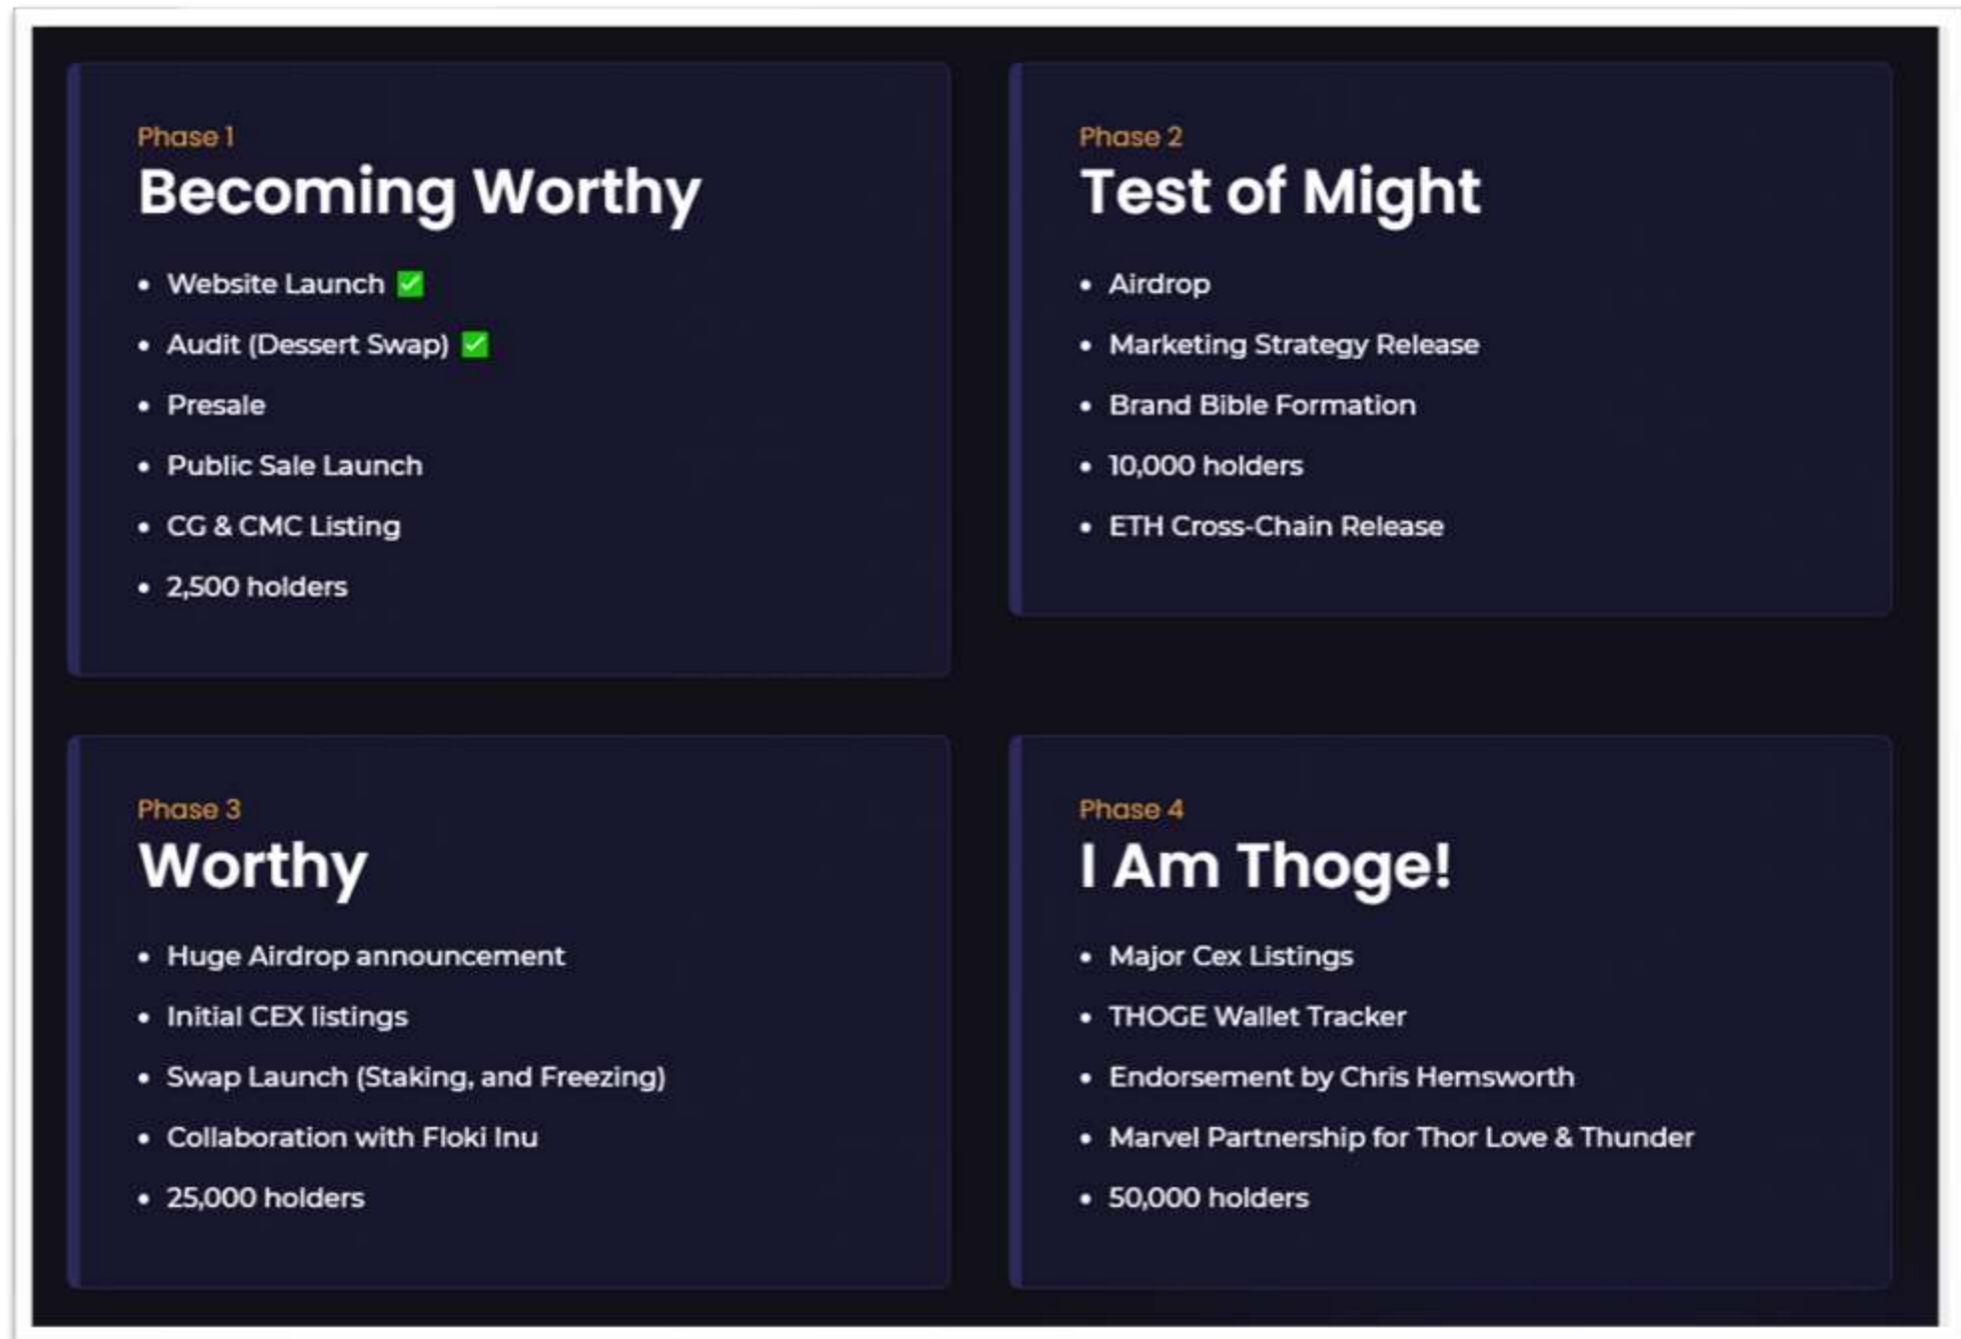 Phase 1
Becoming Worthy
• Website Launch ✅
• Audit (Dessert Swap) ✅
• Presale
• Public Sale Launch
• CG & CMC Listing
• 2,500 holders
Phase 2
Test of Might
• Airdrop
• Marketing Strategy Release
• Brand Bible Formation
• 10,000 holders
• ETH Cross-Chain Release
Phase 3
Worthy
• Huge Airdrop announcement
• Initial CEX listings
• Swap Launch (Staking, and Freezing)
• Collaboration with Floki Inu
• 25,000 holders
Phase 4
I Am Thoge!
• Major Cex Listings
• THOGE Wallet Tracker
• Endorsement by Chris Hemsworth
• Marvel Partnership for Thor Love & Thunder
• 50,000 holders